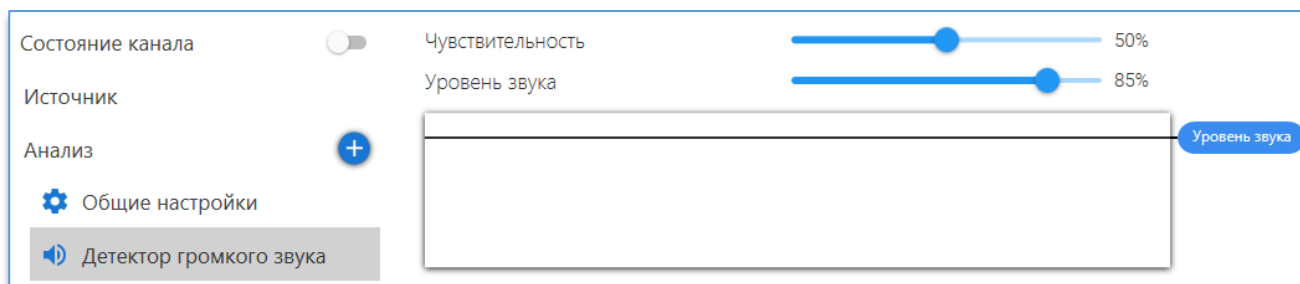 Состояние канала
Источник
Анализ
Общие настройки
Детектор громкого звука
Чувствительность 50%
Уровень звука 85%
Уровень звука